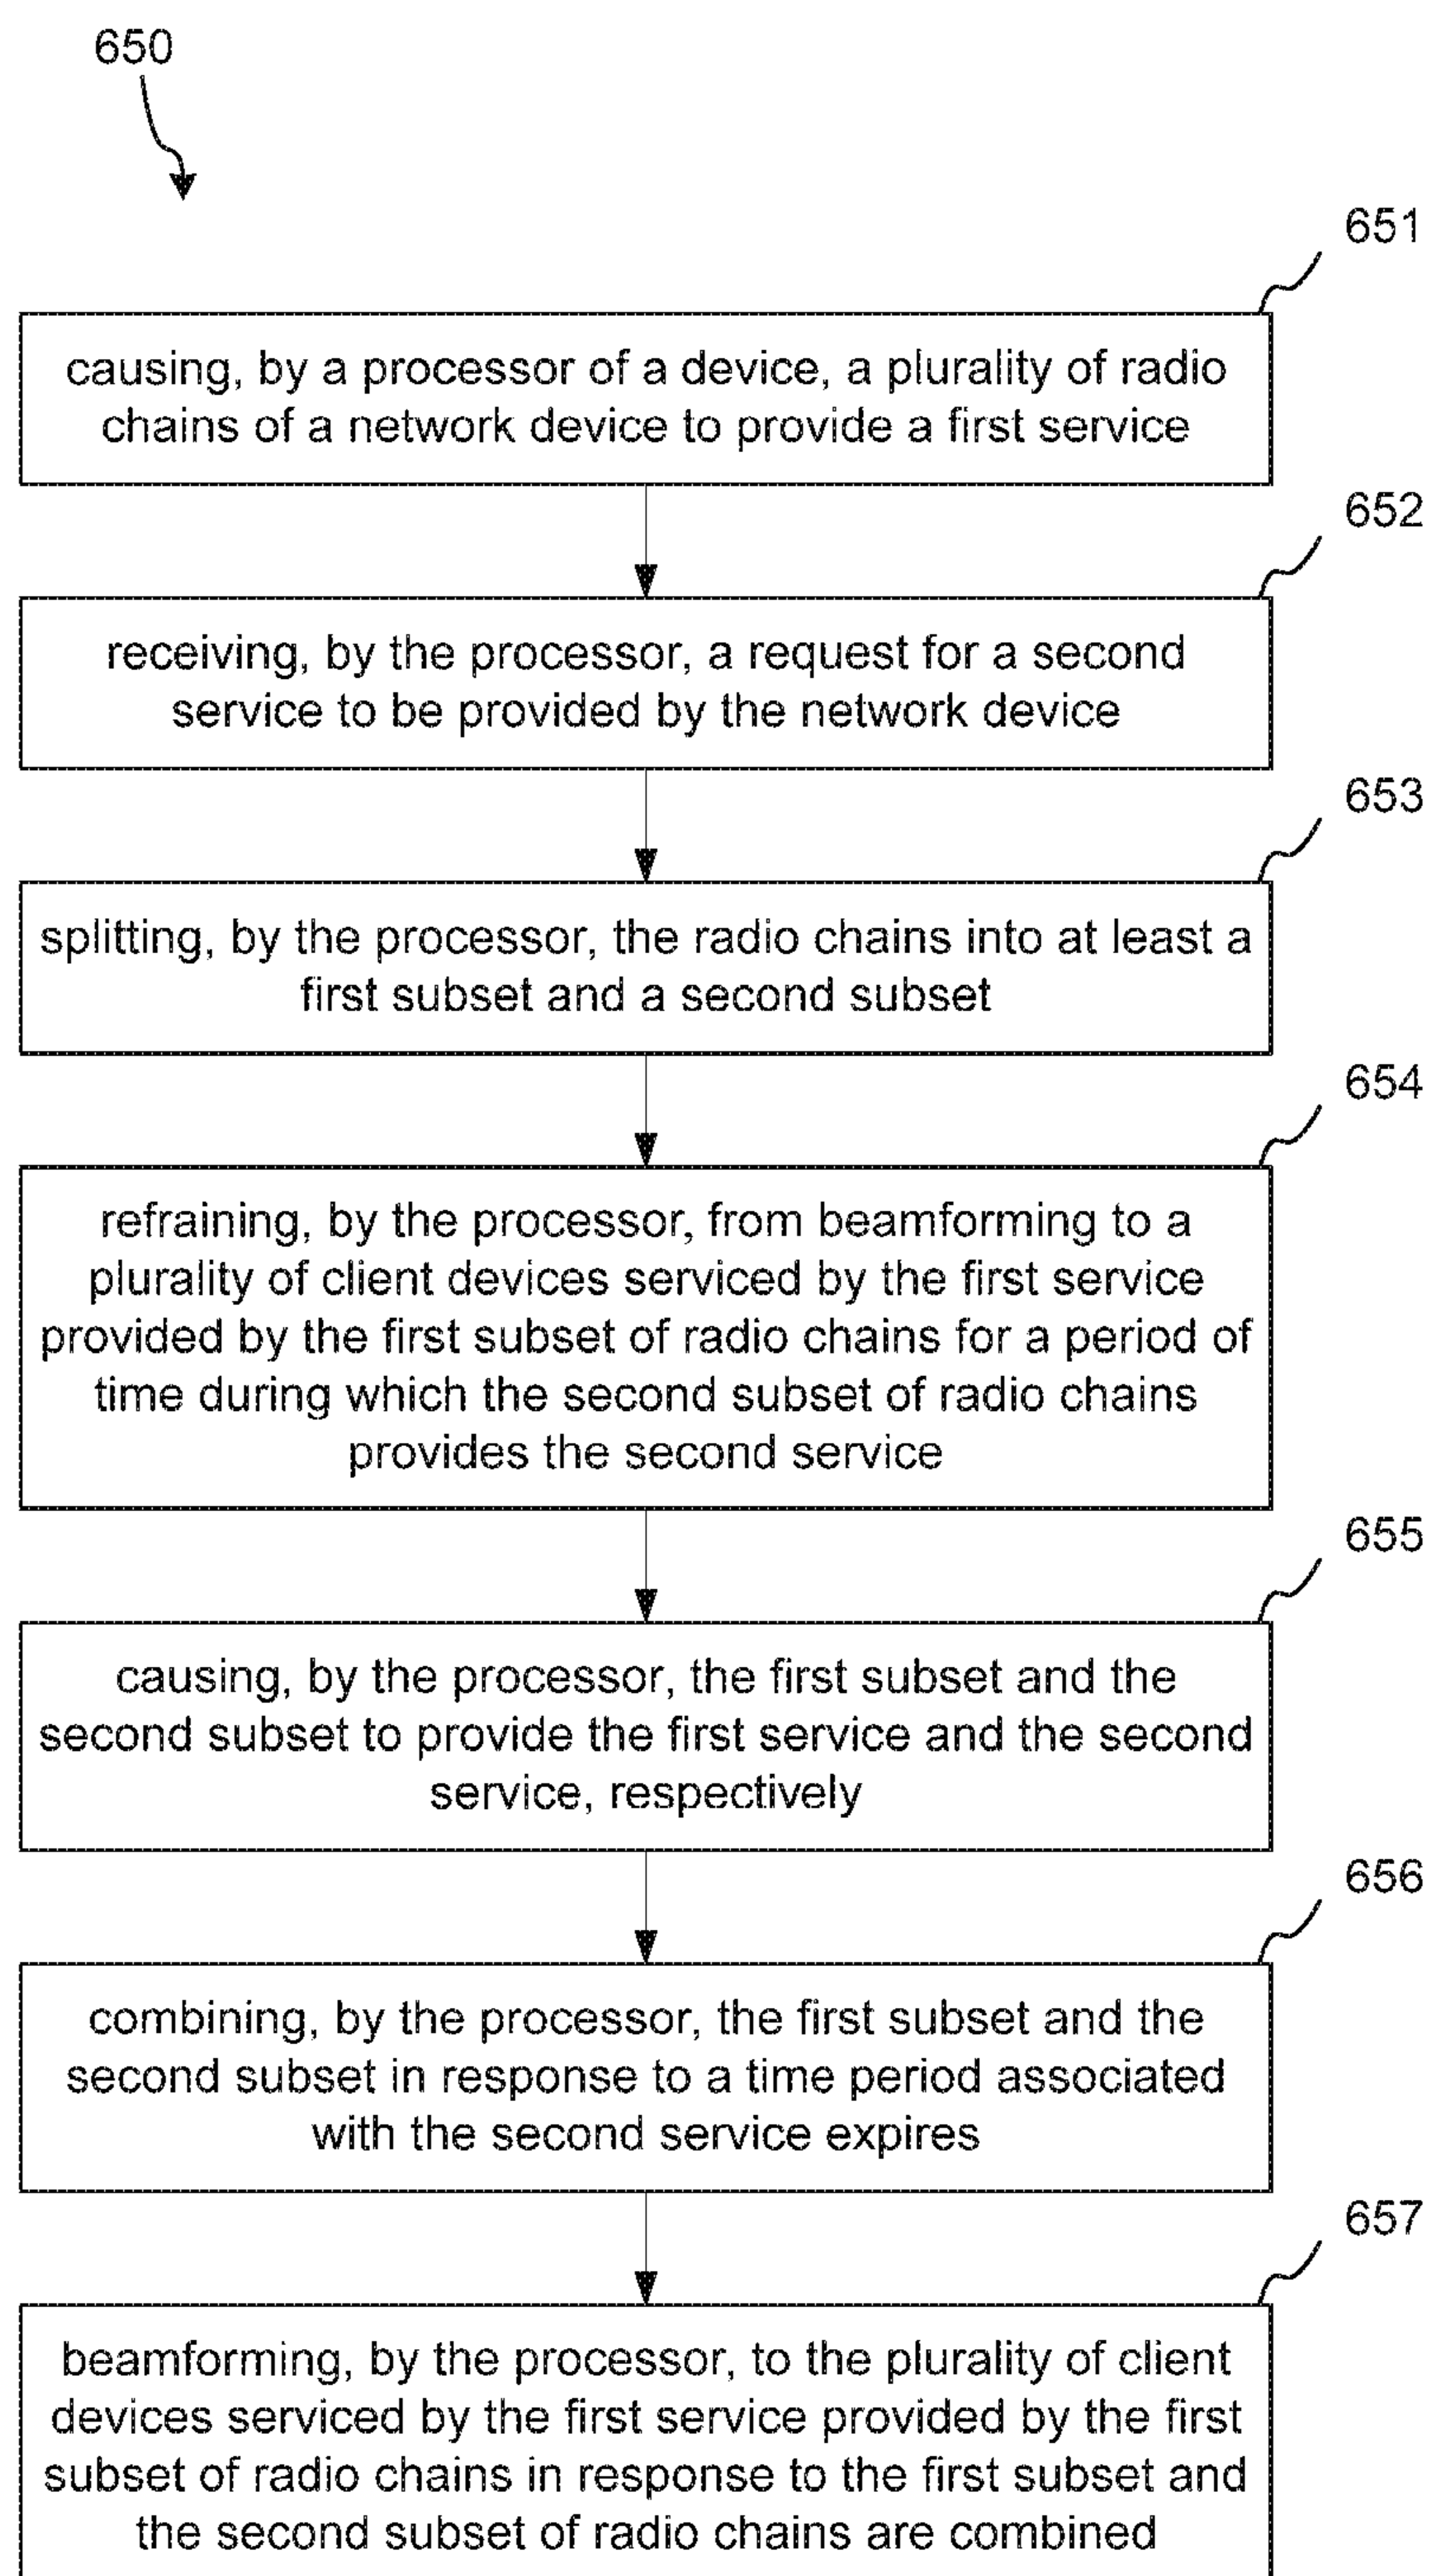 650
651
causing, by a processor of a device, a plurality of radio
chains of a network device to provide a first service
652
receiving, by the processor, a request for a second
service to be provided by the network device
653
splitting, by the processor, the radio chains into at least a
first subset and a second subset
654
refraining, by the processor, from beamforming to a
plurality of client devices serviced by the first service
provided by the first subset of radio chains for a period of
time during which the second subset of radio chains
provides the second service
655
causing, by the processor, the first subset and the
second subset to provide the first service and the second
service, respectively
656
combining, by the processor, the first subset and the
second subset in response to a time period associated
with the second service expires
657
beamforming, by the processor, to the plurality of client
devices serviced by the first service provided by the first
subset of radio chains in response to the first subset and
the second subset of radio chains are combined